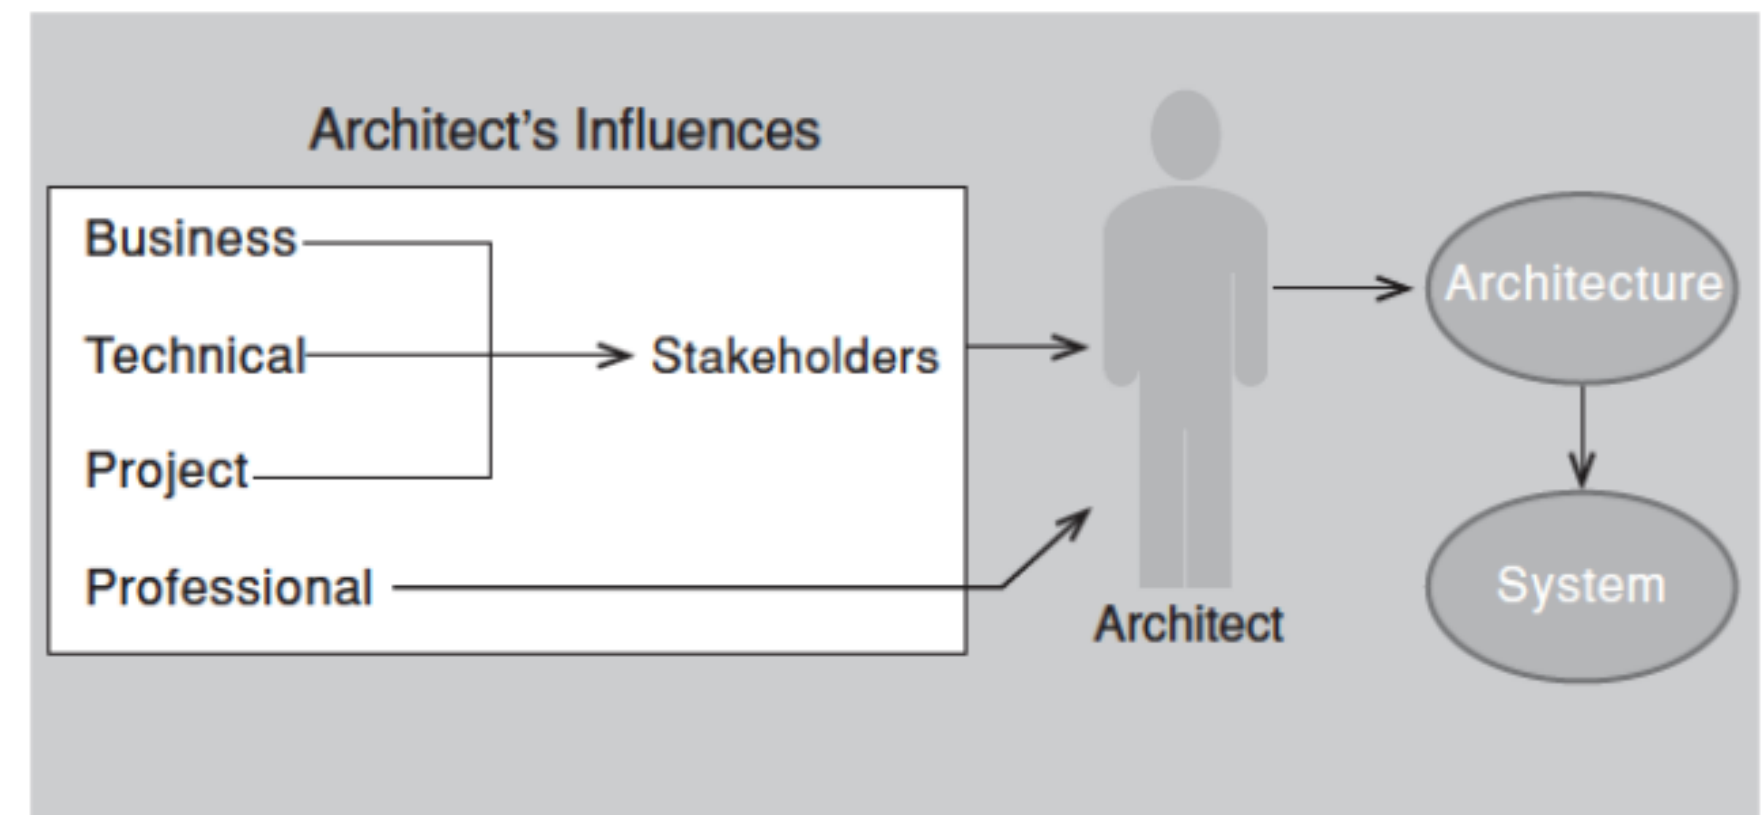 Architect's Influences
Business
Technical
Project
Professional
Stakeholders
Architect
Architecture
System